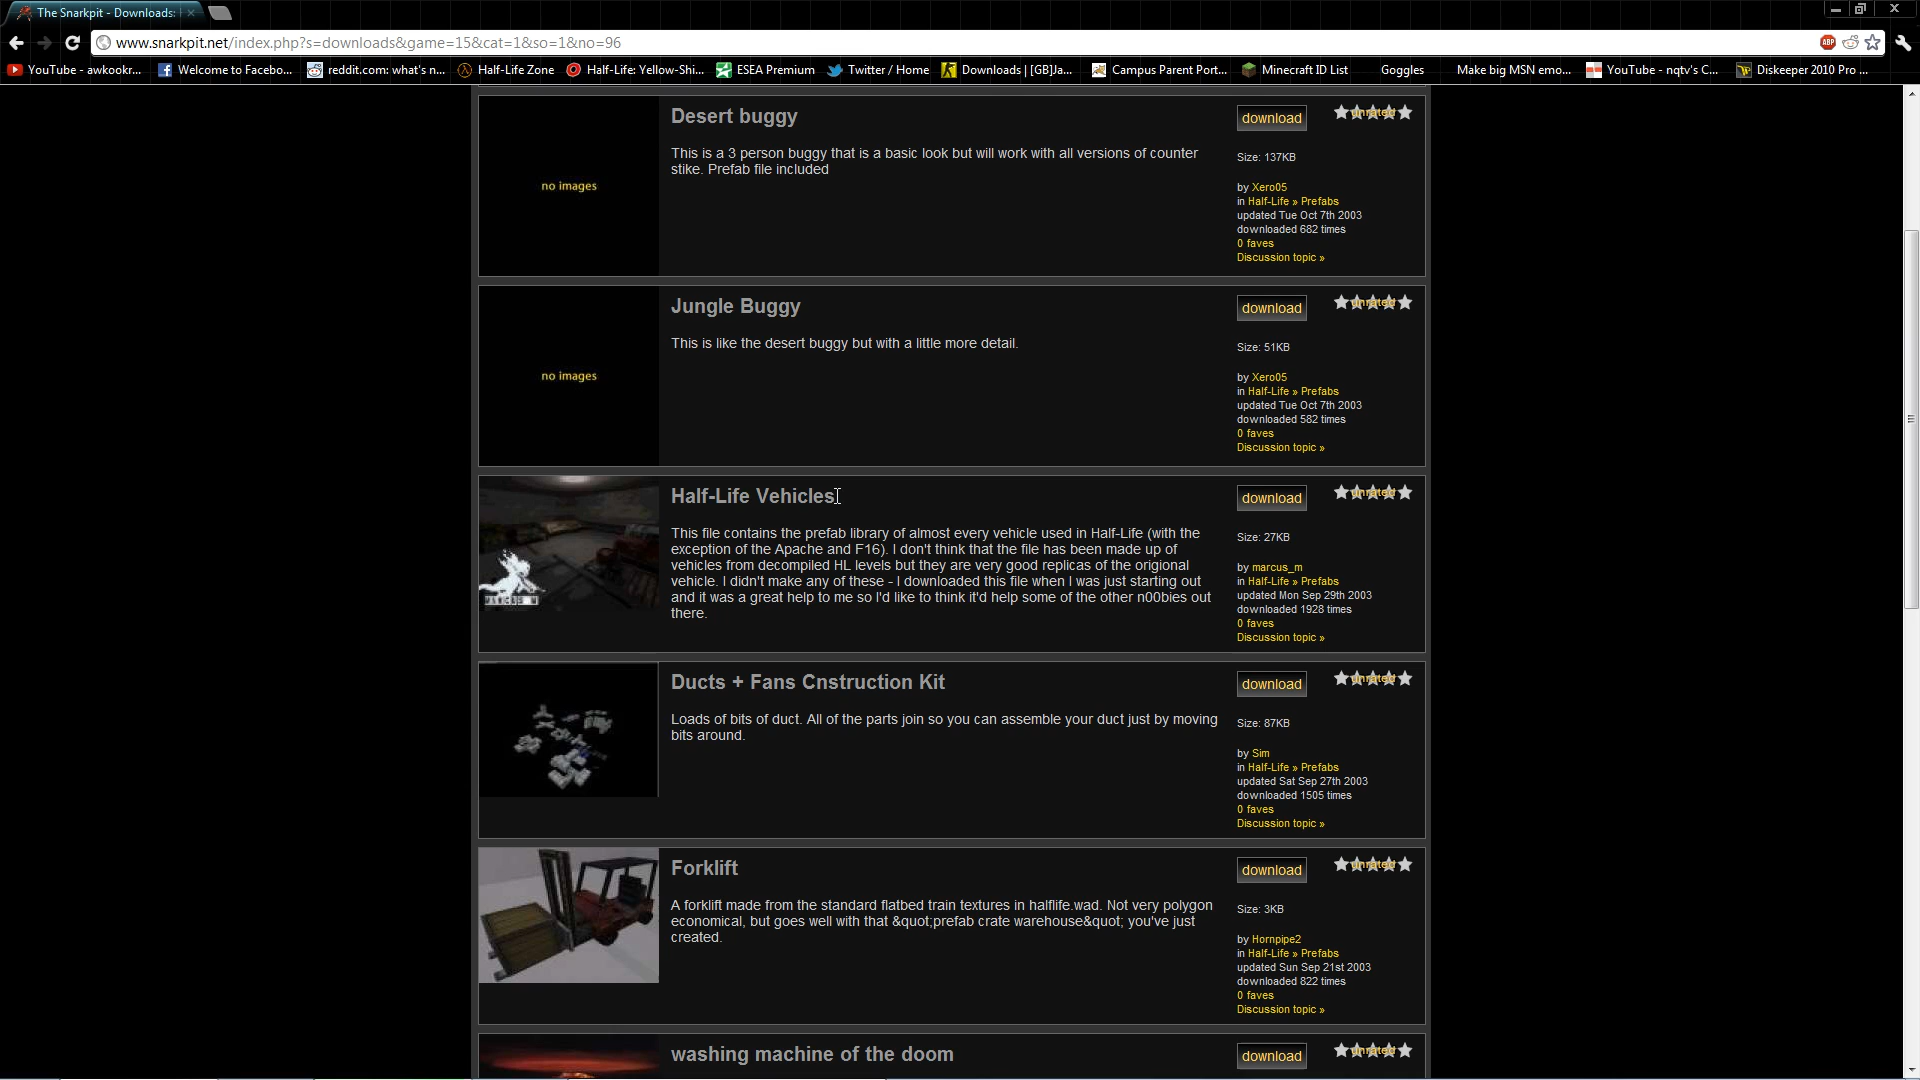 The Snarkpit - Downloads:
www.snarkpit.net/index.php?s=downloads&game=15&cat=1&so=1&no=96
ABP
YouTube - awkookr... Welcome to Facebo... reddit.com: what's n... Half-Life Zone Half-Life: Yellow-Shi... ESEA Premium Twitter / Home Downloads | [GB]Ja... Campus Parent Port... Minecraft ID List Goggles Make big MSN emo... YouTube - nqtv's C... Diskeeper 2010 Pro ...
no images
Desert buggy
This is a 3 person buggy that is a basic look but will work with all versions of counter
stike. Prefab file included
download
unrated
Size: 137KB
by Xero05
in Half-Life » Prefabs
updated Tue Oct 7th 2003
downloaded 682 times
0 faves
Discussion topic »
no images
Jungle Buggy
This is like the desert buggy but with a little more detail.
download
unrated
Size: 51KB
by Xero05
in Half-Life » Prefabs
updated Tue Oct 7th 2003
downloaded 582 times
0 faves
Discussion topic »
Half-Life Vehicles
This file contains the prefab library of almost every vehicle used in Half-Life (with the
exception of the Apache and F16). I don't think that the file has been made up of
vehicles from decompiled HL levels but they are very good replicas of the origional
vehicle. I didn't make any of these - I downloaded this file when I was just starting out
and it was a great help to me so I'd like to think it'd help some of the other n00bies out
there.
download
unrated
Size: 27KB
by marcus_m
in Half-Life » Prefabs
updated Mon Sep 29th 2003
downloaded 1928 times
0 faves
Discussion topic »
Ducts + Fans Cnstruction Kit
Loads of bits of duct. All of the parts join so you can assemble your duct just by moving
bits around.
download
unrated
Size: 87KB
by Sim
in Half-Life » Prefabs
updated Sat Sep 27th 2003
downloaded 1505 times
0 faves
Discussion topic »
Forklift
A forklift made from the standard flatbed train textures in halflife.wad. Not very polygon
economical, but goes well with that &quot;prefab crate warehouse&quot; you've just
created.
download
unrated
Size: 3KB
by Hornpipe2
in Half-Life » Prefabs
updated Sun Sep 21st 2003
downloaded 822 times
0 faves
Discussion topic »
washing machine of the doom
download
unrated